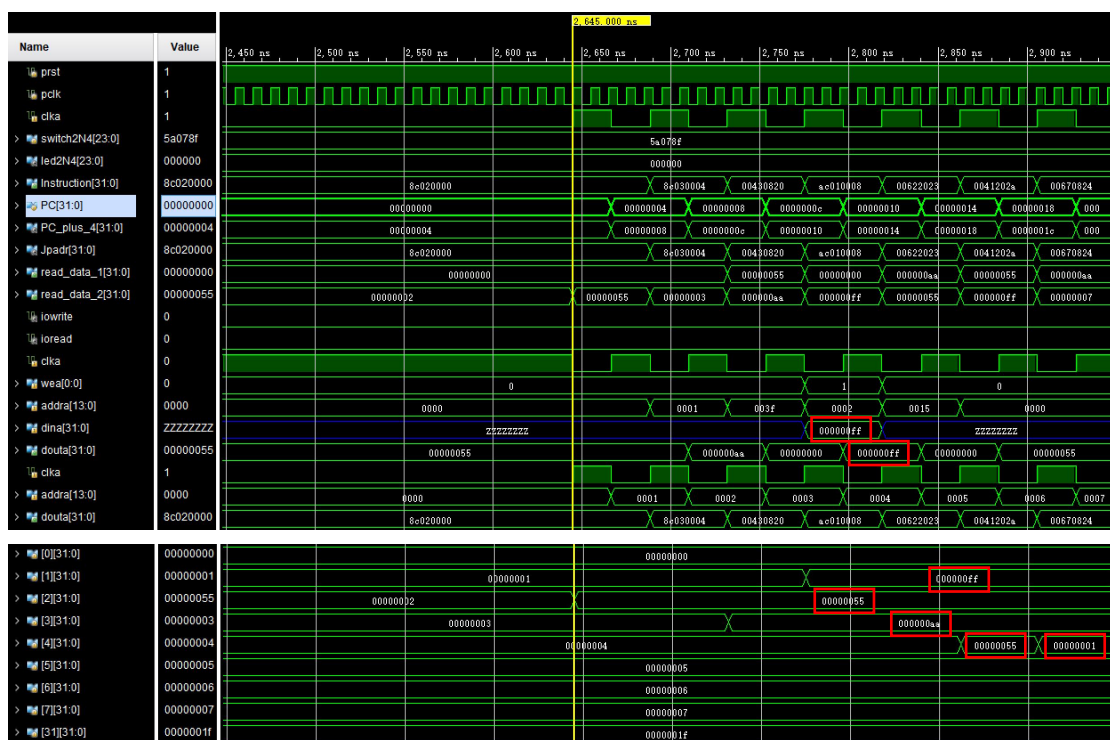 2,645.000 ns
Name Value 2,450 ns 2,500 ns 2,550 ns 2,600 ns 2,650 ns 2,700 ns 2,750 ns 2,800 ns 2,850 ns 2,900 ns
prst 1
pclk 1
clka 1
> switch2N4[23:0] 5a078f 5a078f
> led2N4[23:0] 000000 000000
> Instruction[31:0] 8c020000 8c020000 8c030004 00430820 ac010008 00622023 0041202a 00670824
> PC[31:0] 00000000 00000000 00000004 00000008 0000000c 00000010 00000014 00000018 000
> PC_plus_4[31:0] 00000004 00000004 00000008 0000000c 00000010 00000014 00000018 0000001c 000
> Jpadr[31:0] 8c020000 8c020000 8c030004 00430820 ac010008 00622023 0041202a 00670824
> read_data_1[31:0] 00000000 00000000 00000055 00000000 000000aa 00000055 000000aa
> read_data_2[31:0] 00000055 00000002 00000055 00000003 000000aa 000000ff 00000055 000000ff 00000007
iowrite 0
ioread 0
clka 0
> wea[0:0] 0 0 1 0
> addra[13:0] 0000 0000 0001 003f 0002 0015 0000
> dina[31:0] ZZZZZZZZ ZZZZZZZZ 000000ff ZZZZZZZZ
> douta[31:0] 00000055 00000055 000000aa 00000000 000000ff 00000000 00000055
clka 1
> addra[13:0] 0000 0000 0001 0002 0003 0004 0005 0006 0007
> douta[31:0] 8c020000 8c020000 8c030004 00430820 ac010008 00622023 0041202a 00670824
> [0][31:0] 00000000 00000000
> [1][31:0] 00000001 00000001 000000ff
> [2][31:0] 00000055 00000002 00000055
> [3][31:0] 00000003 00000003 000000aa
> [4][31:0] 00000004 00000004 00000055 00000001
> [5][31:0] 00000005 00000005
> [6][31:0] 00000006 00000006
> [7][31:0] 00000007 00000007
> [31][31:0] 0000001f 0000001f